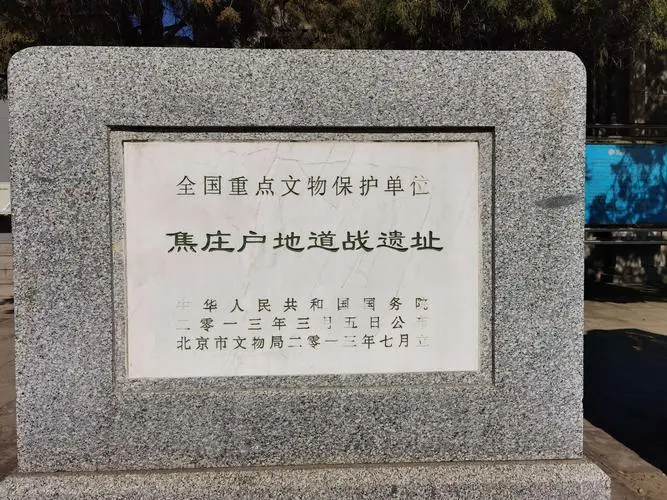 全国重点文物保护单位
焦庄户地道战遗址
中华人民共和国国务院
二零一三年三月五日公布
北京市文物局二零一三年七月立